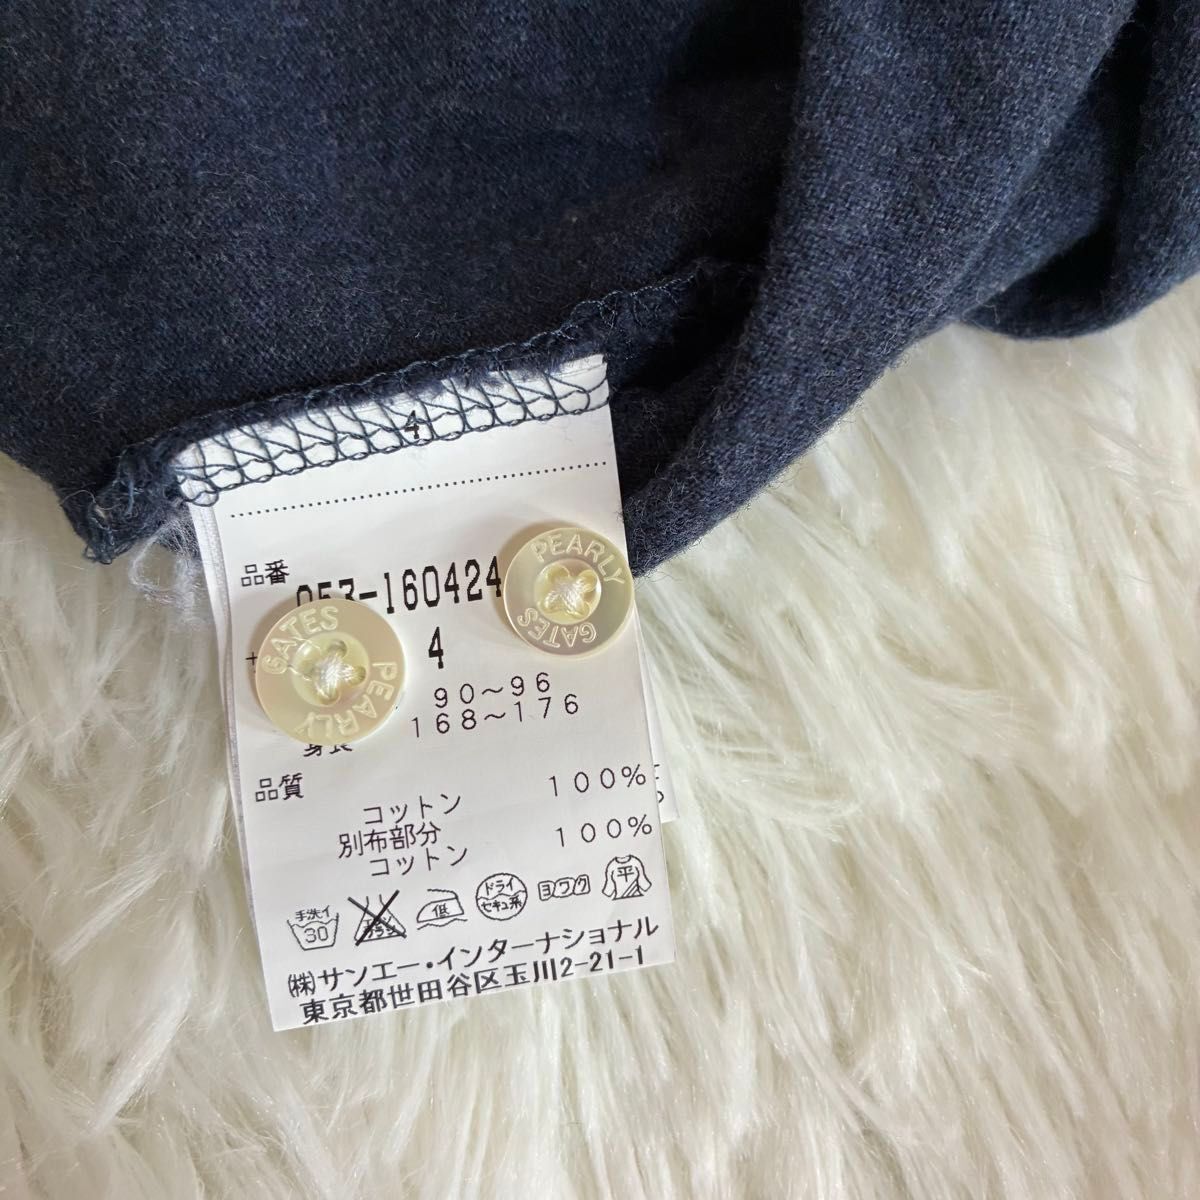 4
品番
053-160424
4
90～96
168～176
身長
品質
コットン 100%
別布部分
コットン 100%
手洗イ
30
低
ドライ
セキユ系
ヨワク
平
㈱サンエー・インターナショナル
東京都世田谷区玉川2-21-1
GATES PEARLY
PEARLY GATES